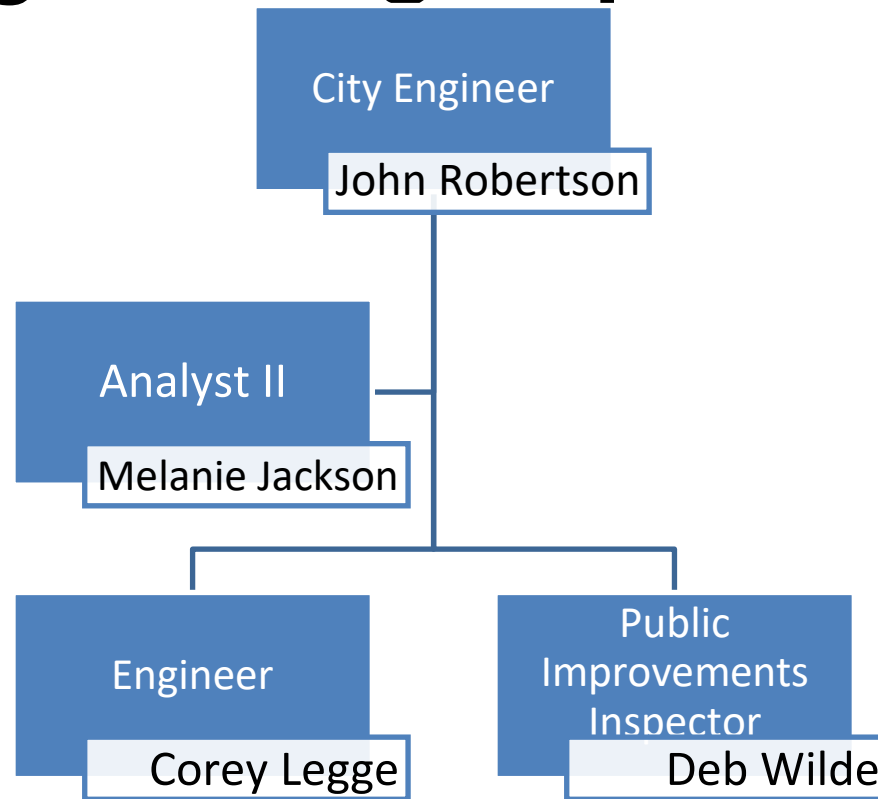 City Engineer
John Robertson
Analyst II
Melanie Jackson
Engineer
Corey Legge
Public
Improvements
Inspector
Deb Wilde